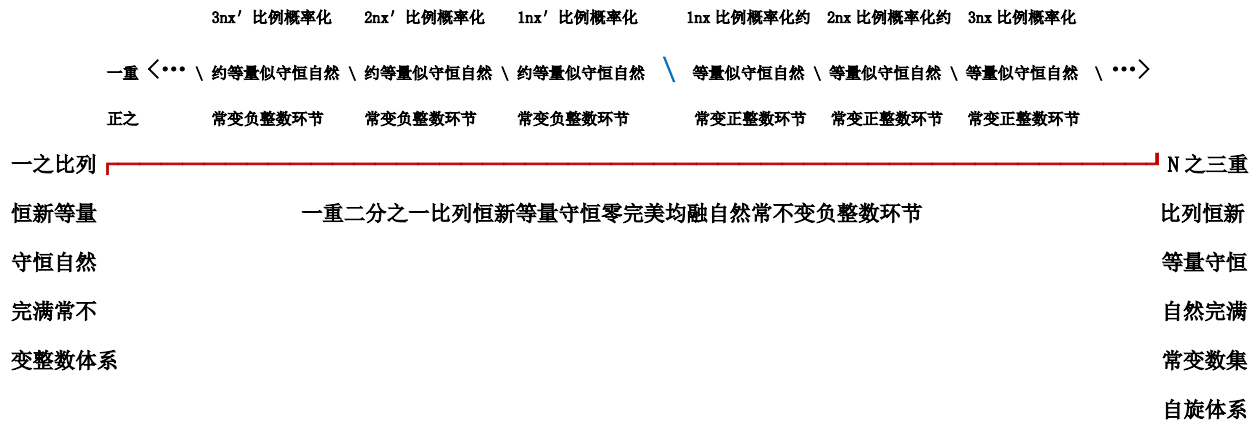 3nx′比例概率化 2nx′比例概率化 1nx′比例概率化 1nx比例概率化约 2nx比例概率化约 3nx比例概率化
一重 <••• \ 约等量似守恒自然 \ 约等量似守恒自然 \ 约等量似守恒自然 \ 等量似守恒自然 \ 等量似守恒自然 \ 等量似守恒自然 \ •••>
正之 常变负整数环节 常变负整数环节 常变负整数环节 常变正整数环节 常变正整数环节 常变正整数环节
一之比列 N之三重
恒新等量 一重二分之一比列恒新等量守恒零完美均融自然常不变负整数环节 比列恒新
守恒自然 等量守恒
完满常不 自然完满
变整数体系 常变数集
自旋体系